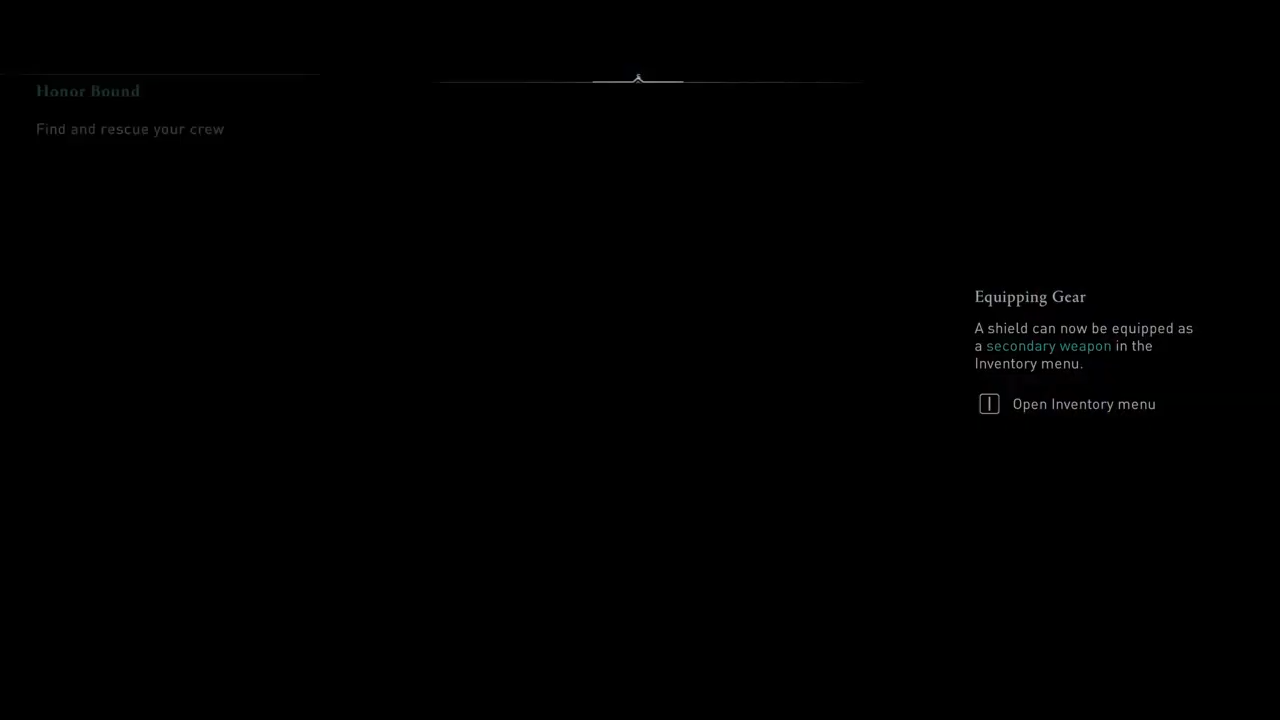 Honor Bound
Find and rescue your crew
Equipping Gear
A shield can now be equipped as
a secondary weapon in the
Inventory menu.
I Open Inventory menu